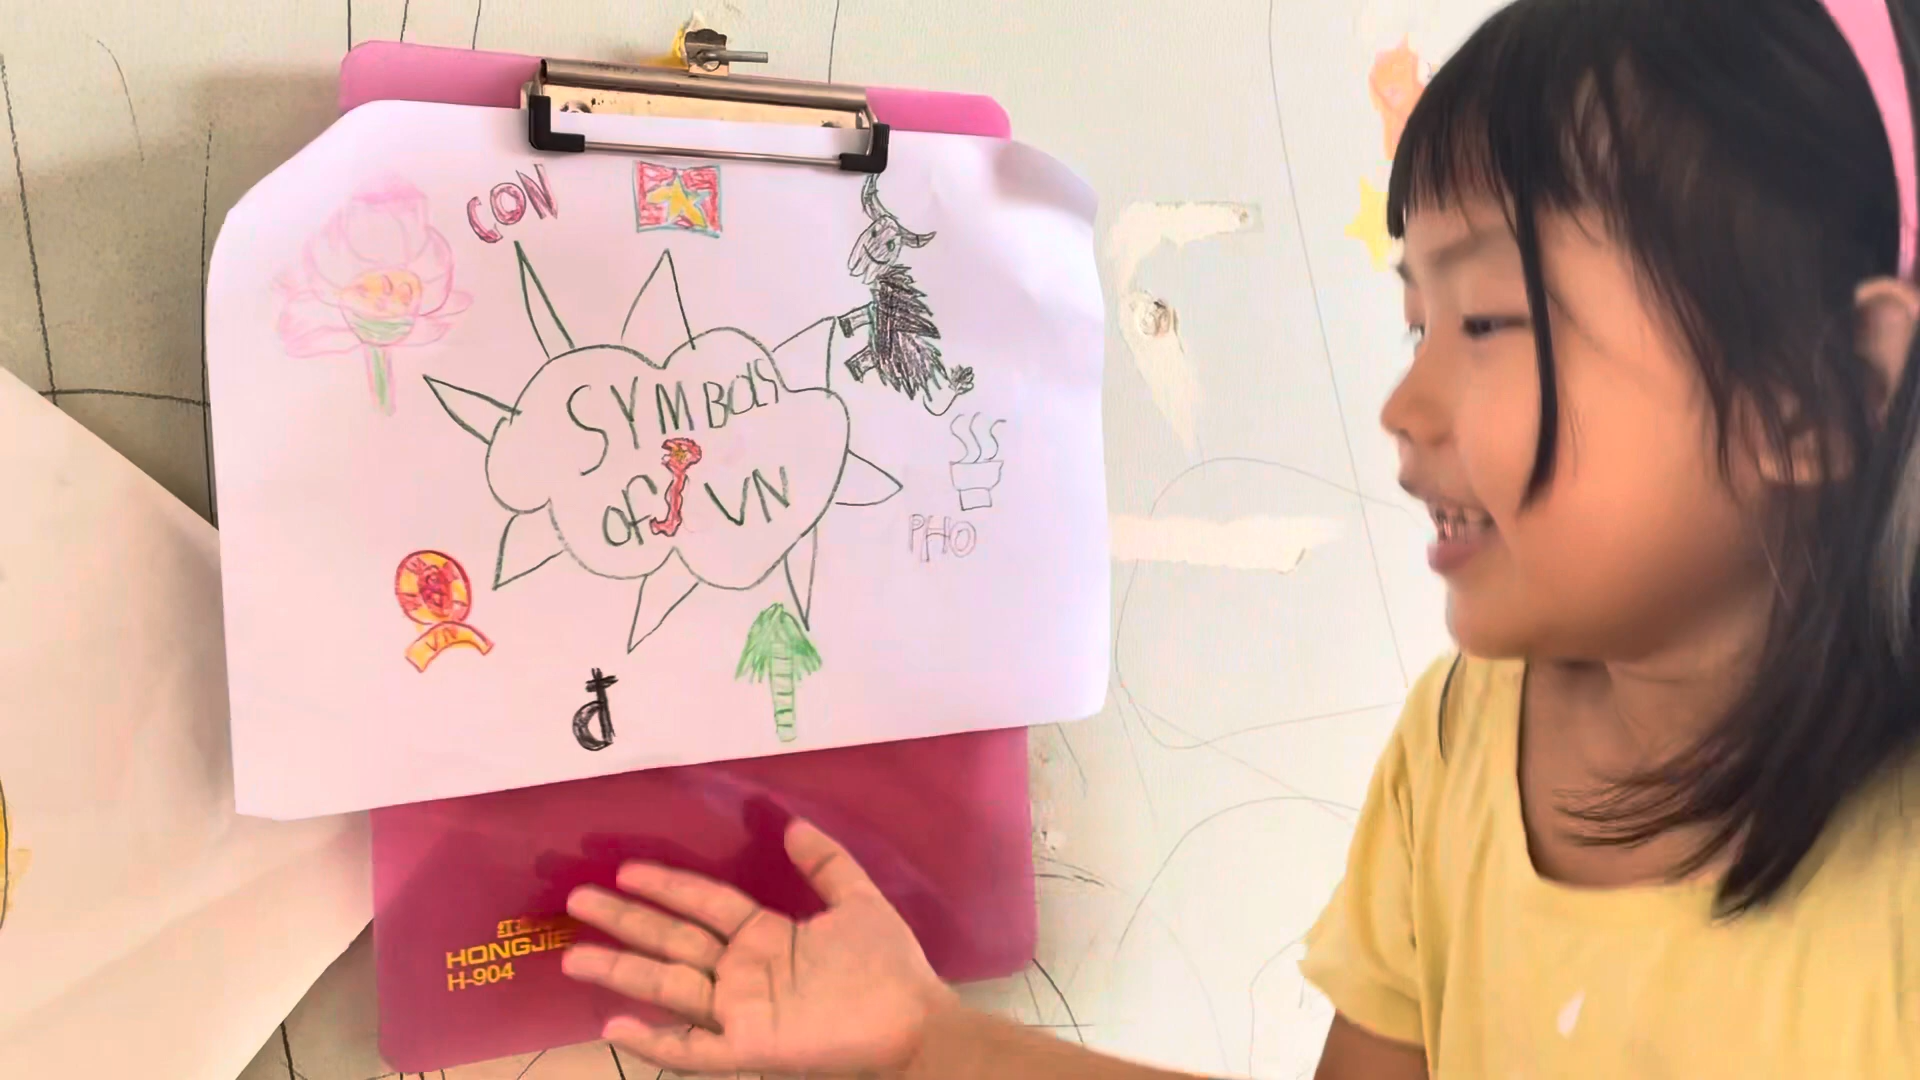 CON
SYMBOLS
of VN
PHO
VN
đ
HONGJIE
H-904